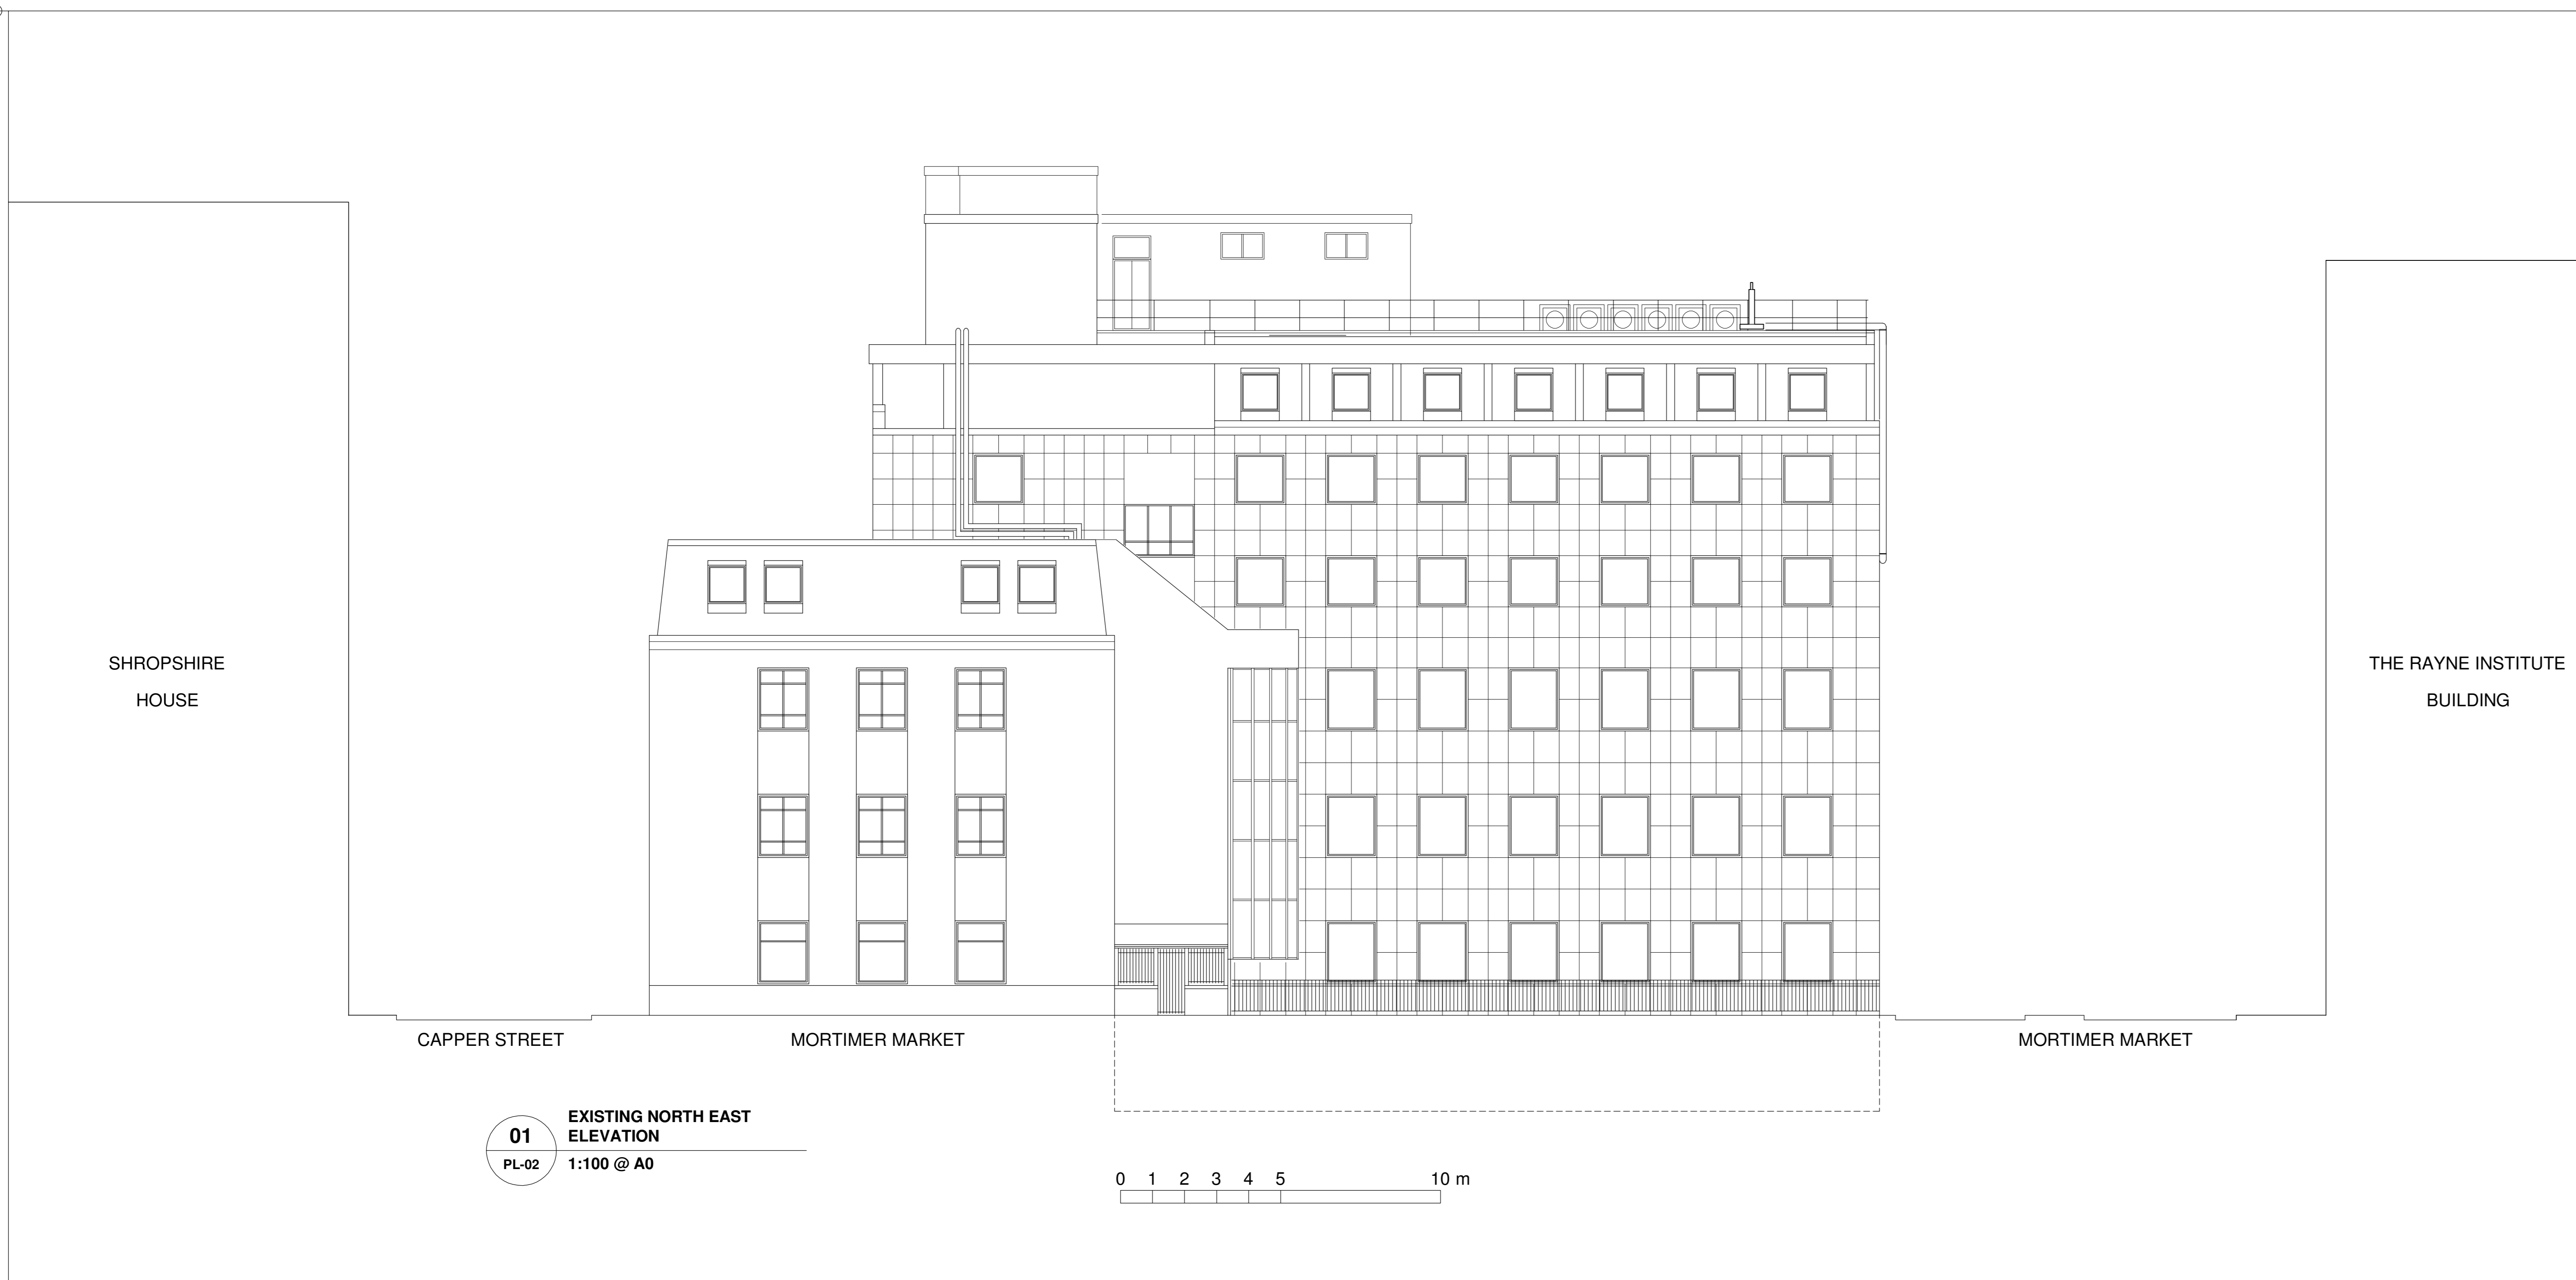 SHROPSHIRE
HOUSE
THE RAYNE INSTITUTE
BUILDING
CAPPER STREET
MORTIMER MARKET
MORTIMER MARKET
01
PL-02
EXISTING NORTH EAST
ELEVATION
1:100 @ A0
0 1 2 3 4 5 10 m